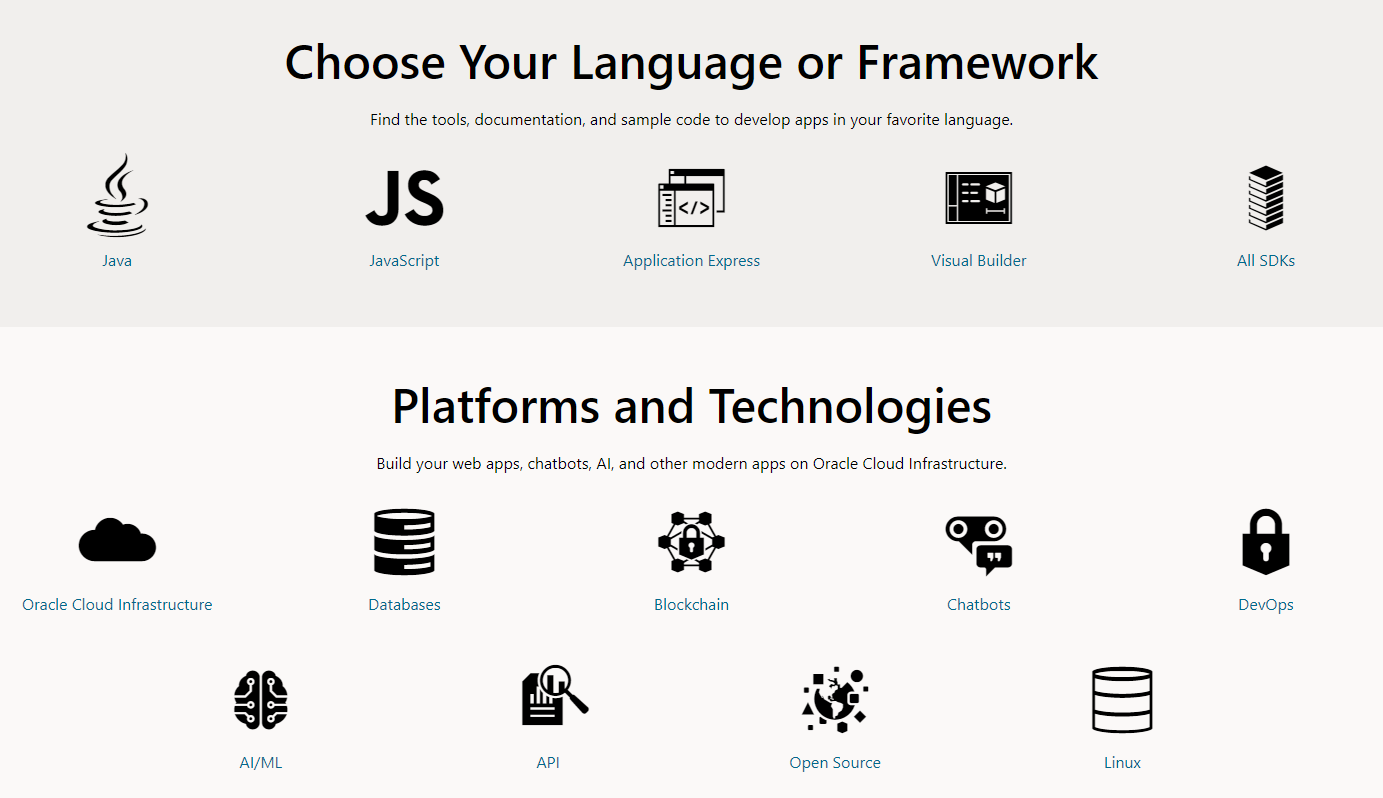 Choose Your Language or Framework
Find the tools, documentation, and sample code to develop apps in your favorite language.
JS
Java
JavaScript
Application Express
Visual Builder
All SDKs
Platforms and Technologies
Build your web apps, chatbots, AI, and other modern apps on Oracle Cloud Infrastructure.
Oracle Cloud Infrastructure
Databases
Blockchain
Chatbots
DevOps
AI/ML
API
Open Source
Linux